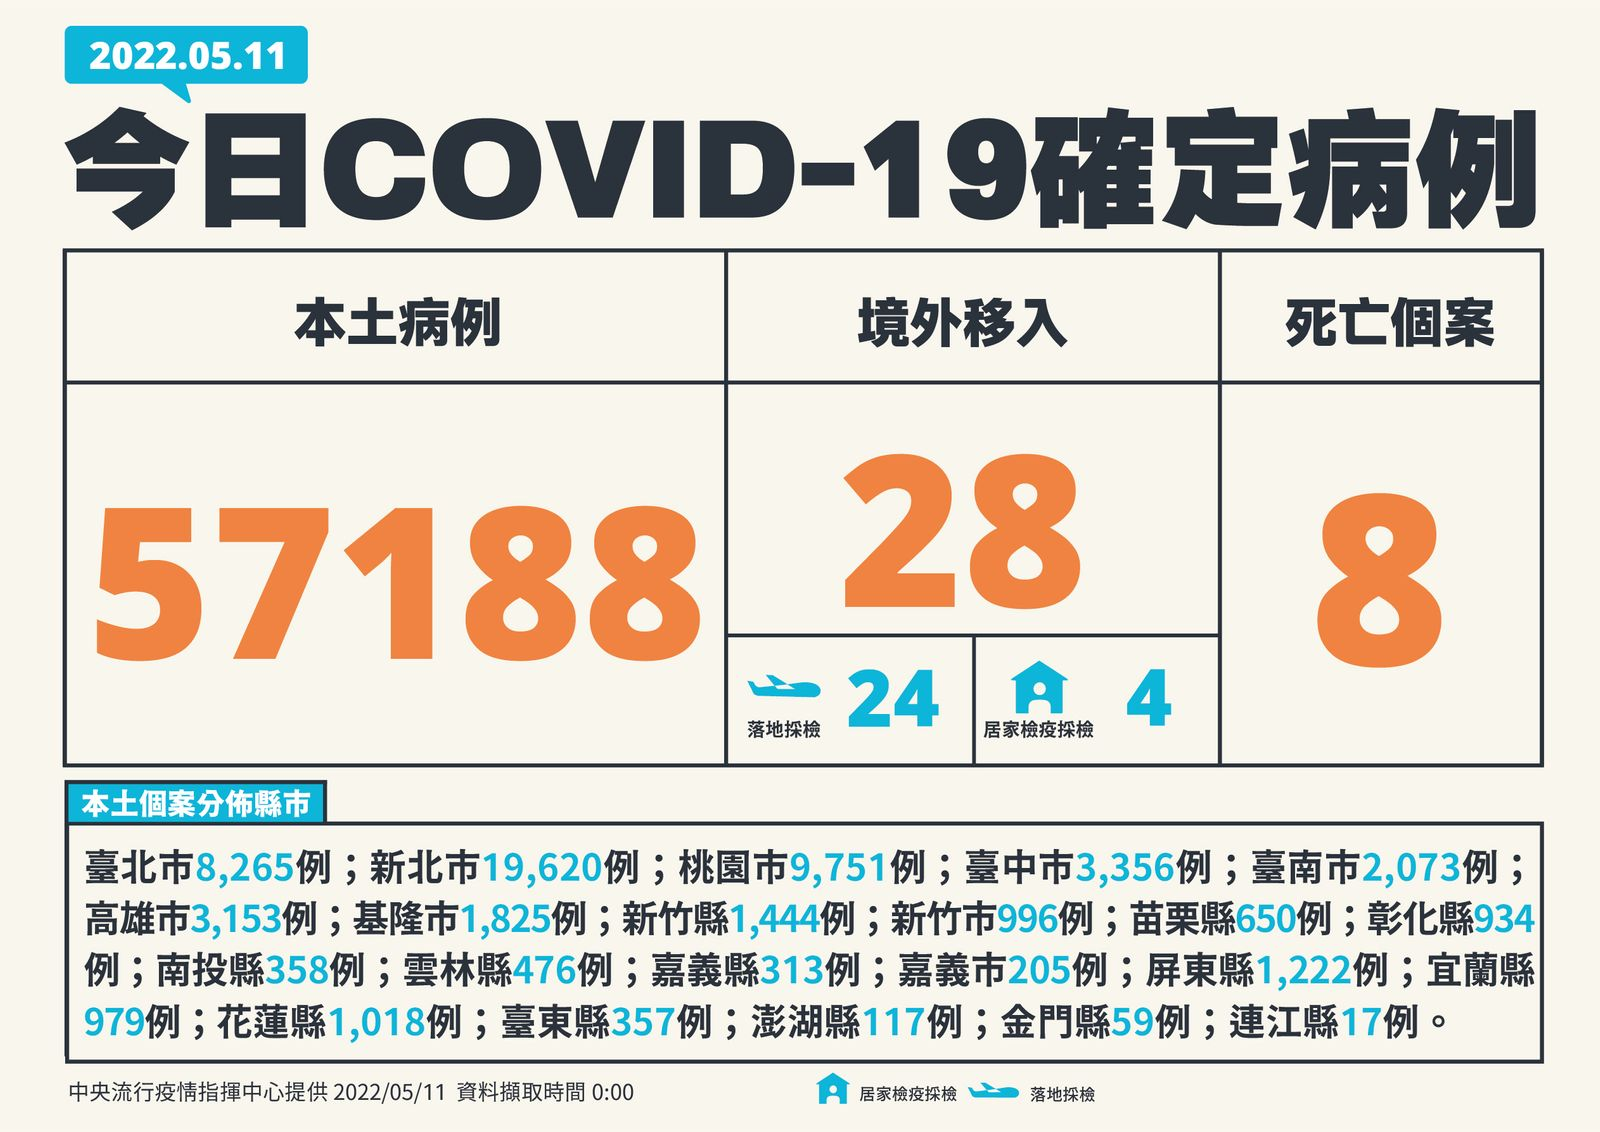 2022.05.11
今日COVID-19確定病例
本土病例
境外移入
死亡個案
57188
28
8
落地採檢
24
居家檢疫採檢
4
本土個案分佈縣市
臺北市8,265例；新北市19,620例；桃園市9,751例；臺中市3,356例；臺南市2,073例；
高雄市3,153例；基隆市1,825例；新竹縣1,444例；新竹市996例；苗栗縣650例；彰化縣934
例；南投縣358例；雲林縣476例；嘉義縣313例；嘉義市205例；屏東縣1,222例；宜蘭縣
979例；花蓮縣1,018例；臺東縣357例；澎湖縣117例；金門縣59例；連江縣17例。
中央流行疫情指揮中心提供 2022/05/11 資料擷取時間 0:00
居家檢疫採檢
落地採檢